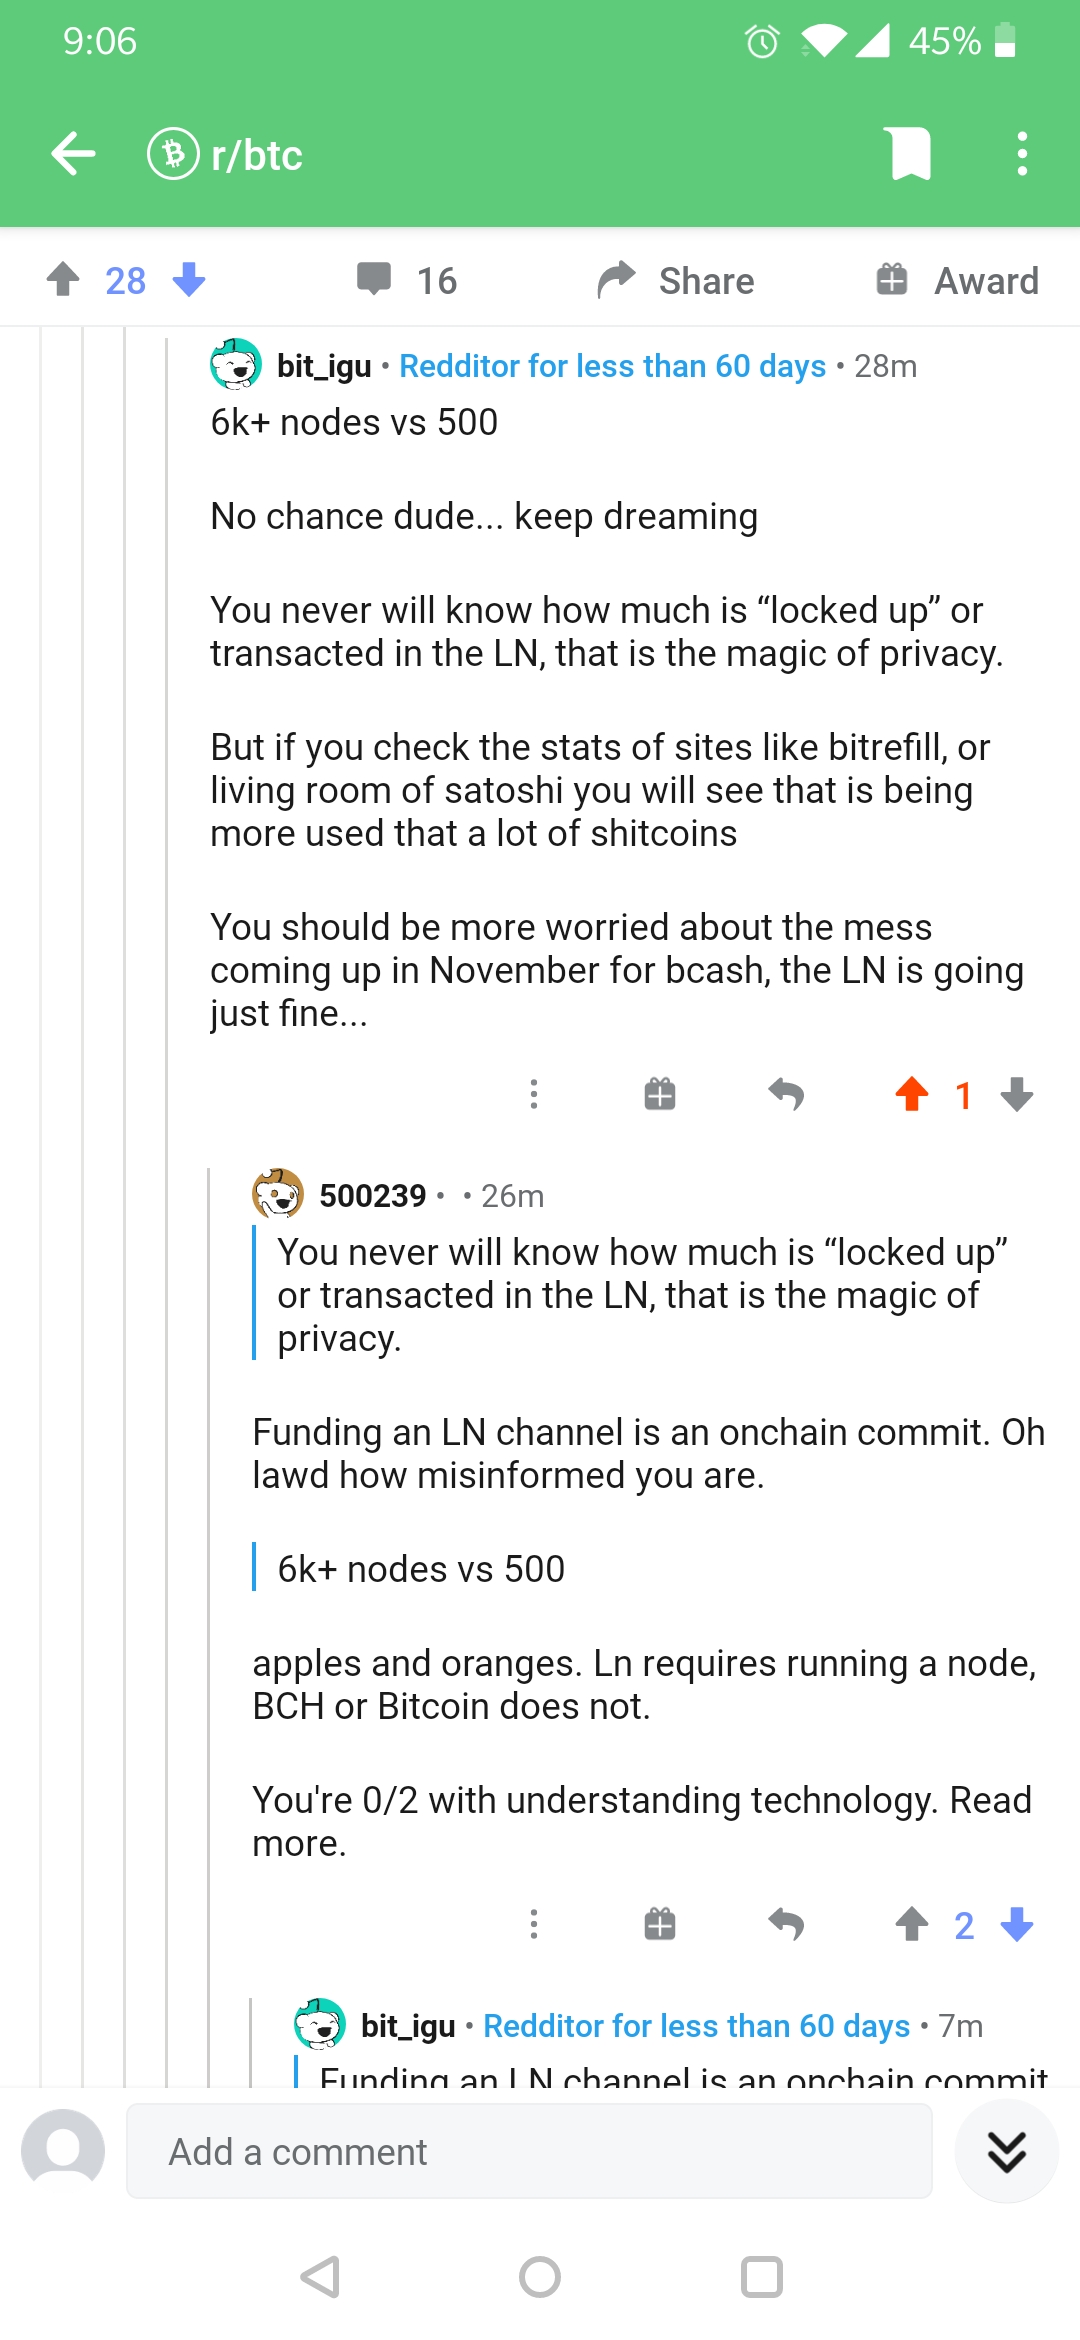 9:06 45%
r/btc
28 16 Share Award
bit_igu • Redditor for less than 60 days • 28m
6k+ nodes vs 500
No chance dude... keep dreaming
You never will know how much is “locked up” or
transacted in the LN, that is the magic of privacy.
But if you check the stats of sites like bitrefill, or
living room of satoshi you will see that is being
more used that a lot of shitcoins
You should be more worried about the mess
coming up in November for bcash, the LN is going
just fine...
1
500239 • • 26m
You never will know how much is “locked up”
or transacted in the LN, that is the magic of
privacy.
Funding an LN channel is an onchain commit. Oh
lawd how misinformed you are.
6k+ nodes vs 500
apples and oranges. Ln requires running a node,
BCH or Bitcoin does not.
You're 0/2 with understanding technology. Read
more.
2
bit_igu • Redditor for less than 60 days • 7m
Funding an LN channel is an onchain commit
Add a comment